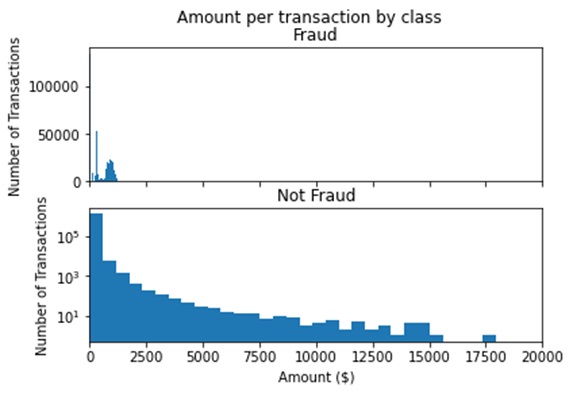 Amount per transaction by class
Fraud
Number of Transactions
100000
50000
0
Not Fraud
Number of Transactions
10⁵
10³
10¹
0 2500 5000 7500 10000 12500 15000 17500 20000
Amount ($)